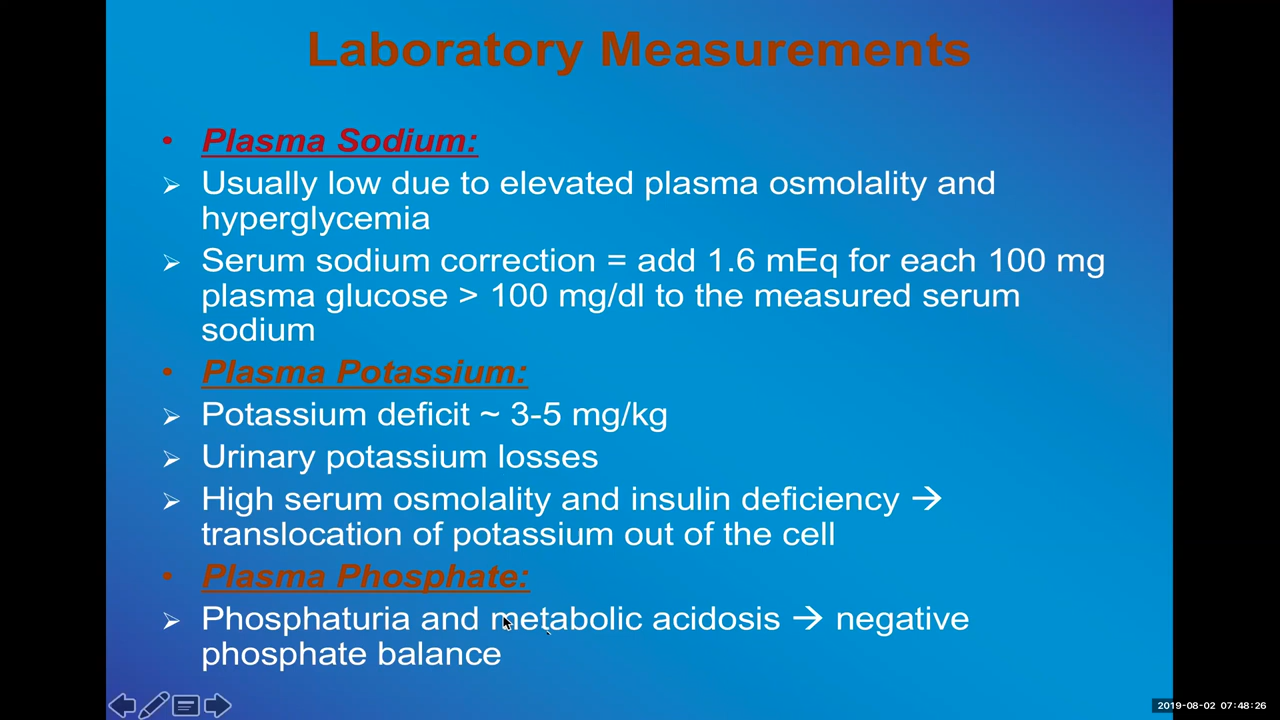 Laboratory Measurements
• Plasma Sodium:
➢ Usually low due to elevated plasma osmolality and
hyperglycemia
➢ Serum sodium correction = add 1.6 mEq for each 100 mg
plasma glucose > 100 mg/dl to the measured serum
sodium
• Plasma Potassium:
➢ Potassium deficit ~ 3-5 mg/kg
➢ Urinary potassium losses
➢ High serum osmolality and insulin deficiency →
translocation of potassium out of the cell
• Plasma Phosphate:
➢ Phosphaturia and metabolic acidosis → negative
phosphate balance
2019-08-02 07:48:26